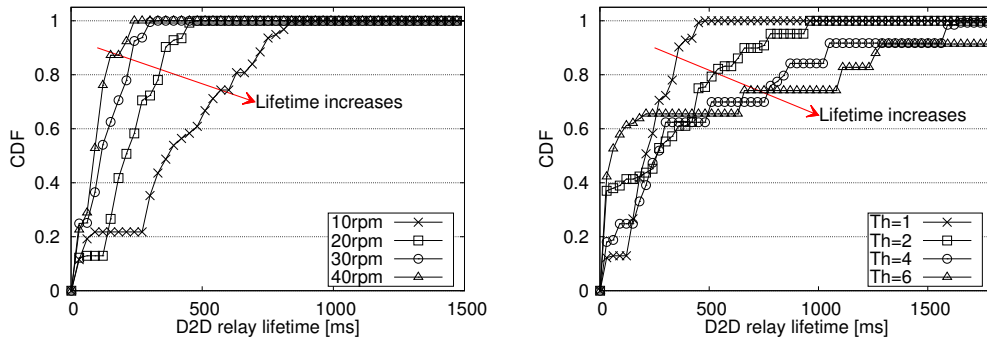 1
0.8
0.6
0.4
0.2
0
CDF
Lifetime increases
10rpm
20rpm
30rpm
40rpm
0 500 1000 1500
D2D relay lifetime [ms]
1
0.8
0.6
0.4
0.2
0
CDF
Lifetime increases
Th=1
Th=2
Th=4
Th=6
0 500 1000 1500
D2D relay lifetime [ms]